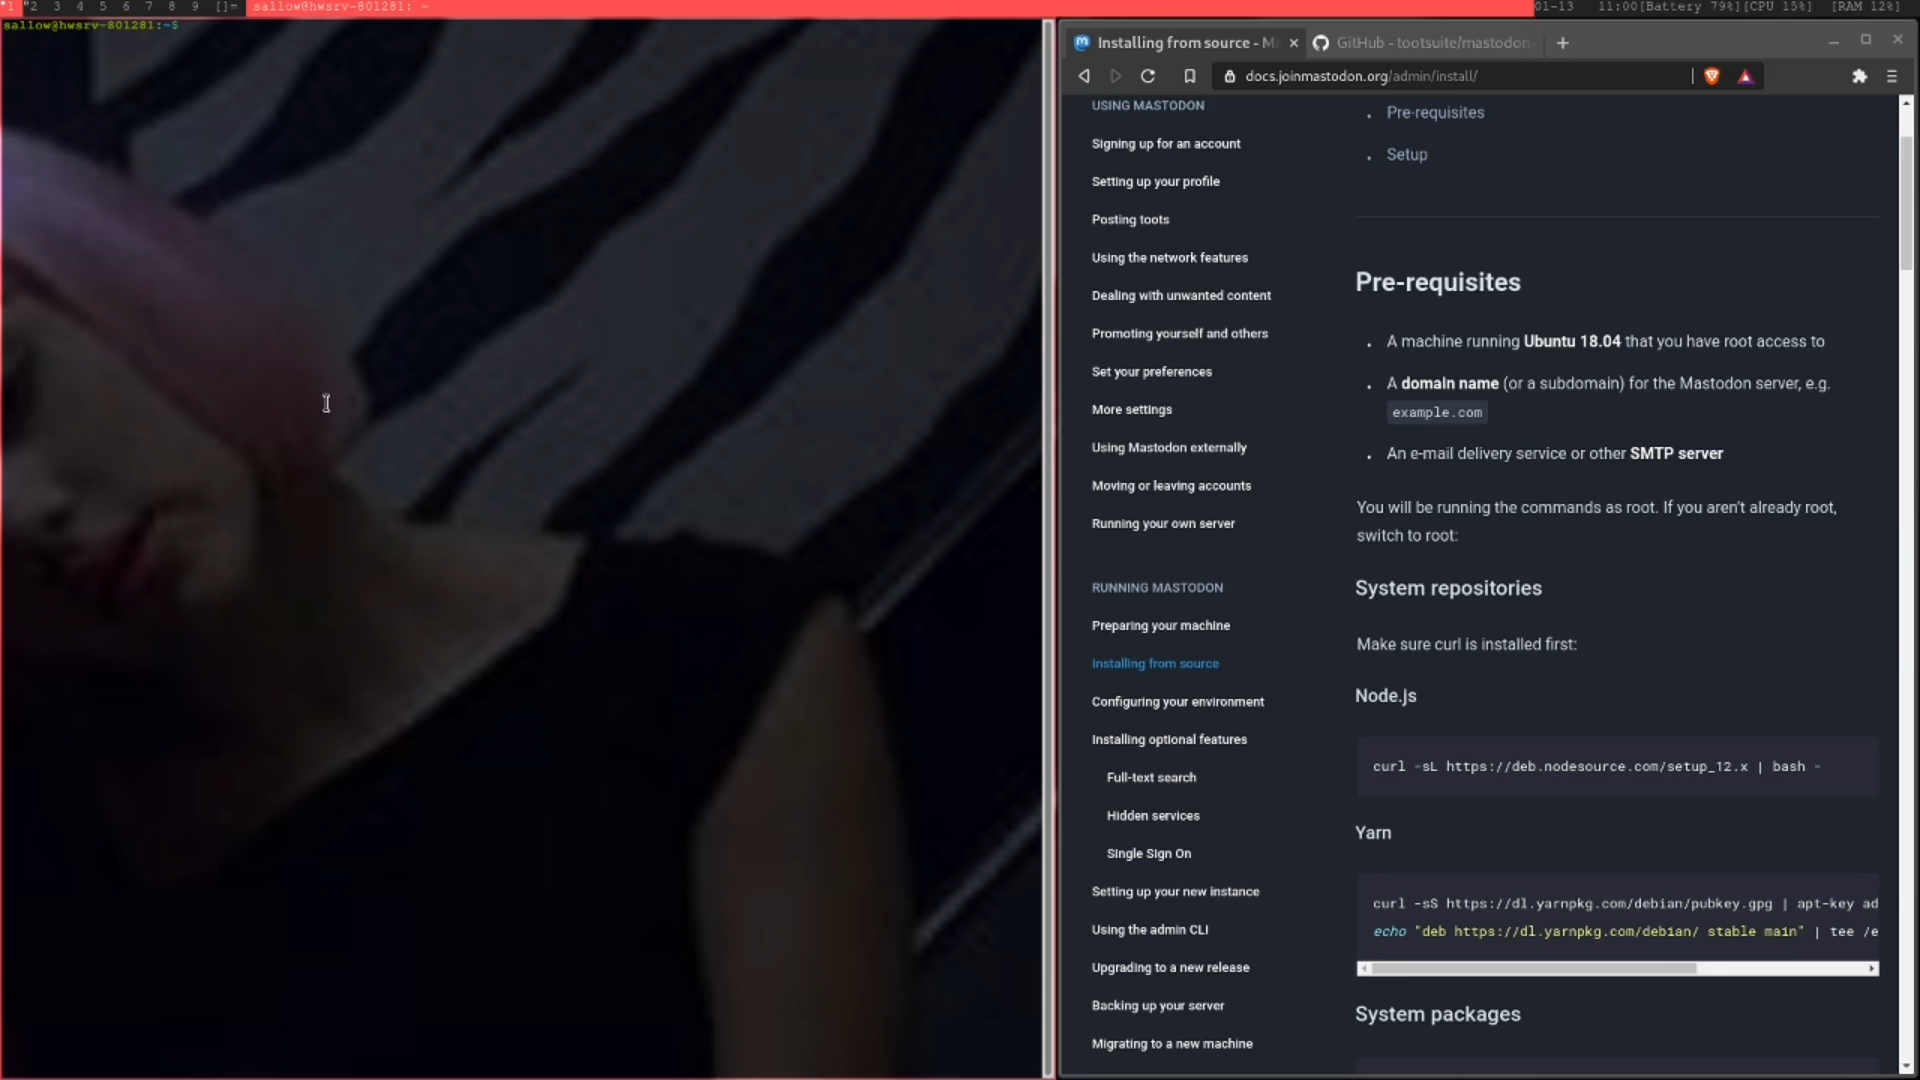 1 2 3 4 5 6 7 8 9 []= sallow@hwsrv-801281: ~ 01-13 11:00[Battery 79%][CPU 15%] [RAM 12%]
sallow@hwsrv-801281:~$
Installing from source - M
GitHub - tootsuite/mastodon
docs.joinmastodon.org/admin/install/
USING MASTODON
Signing up for an account
Setting up your profile
Posting toots
Using the network features
Dealing with unwanted content
Promoting yourself and others
Set your preferences
More settings
Using Mastodon externally
Moving or leaving accounts
Running your own server
RUNNING MASTODON
Preparing your machine
Installing from source
Configuring your environment
Installing optional features
Full-text search
Hidden services
Single Sign On
Setting up your new instance
Using the admin CLI
Upgrading to a new release
Backing up your server
Migrating to a new machine
Pre-requisites
Setup
Pre-requisites
A machine running Ubuntu 18.04 that you have root access to
A domain name (or a subdomain) for the Mastodon server, e.g.
example.com
An e-mail delivery service or other SMTP server
You will be running the commands as root. If you aren't already root,
switch to root:
System repositories
Make sure curl is installed first:
Node.js
curl -sL https://deb.nodesource.com/setup_12.x | bash -
Yarn
curl -sS https://dl.yarnpkg.com/debian/pubkey.gpg | apt-key ad
echo "deb https://dl.yarnpkg.com/debian/ stable main" | tee /e
System packages